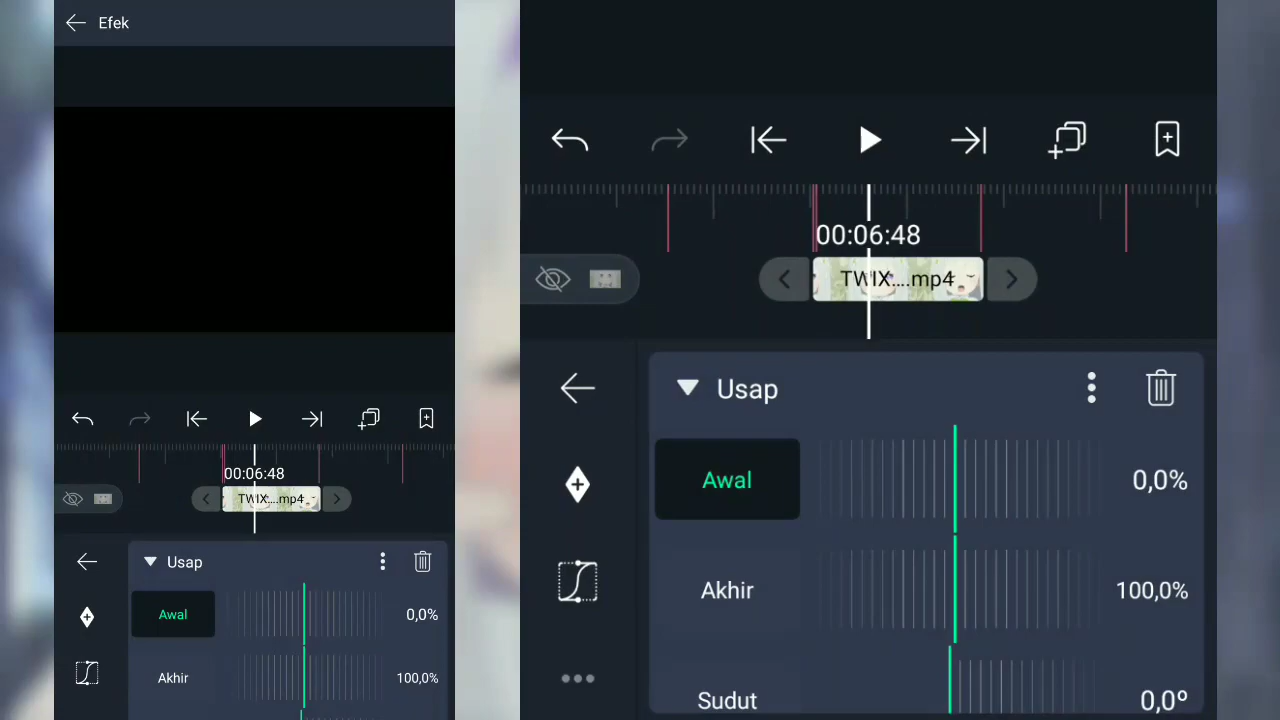 Efek
00:06:48
TWIX....mp4
Usap
Awal
0,0%
Akhir
100,0%
00:06:48
TWIX....mp4
Usap
Awal
0,0%
Akhir
100,0%
Sudut
0,0º